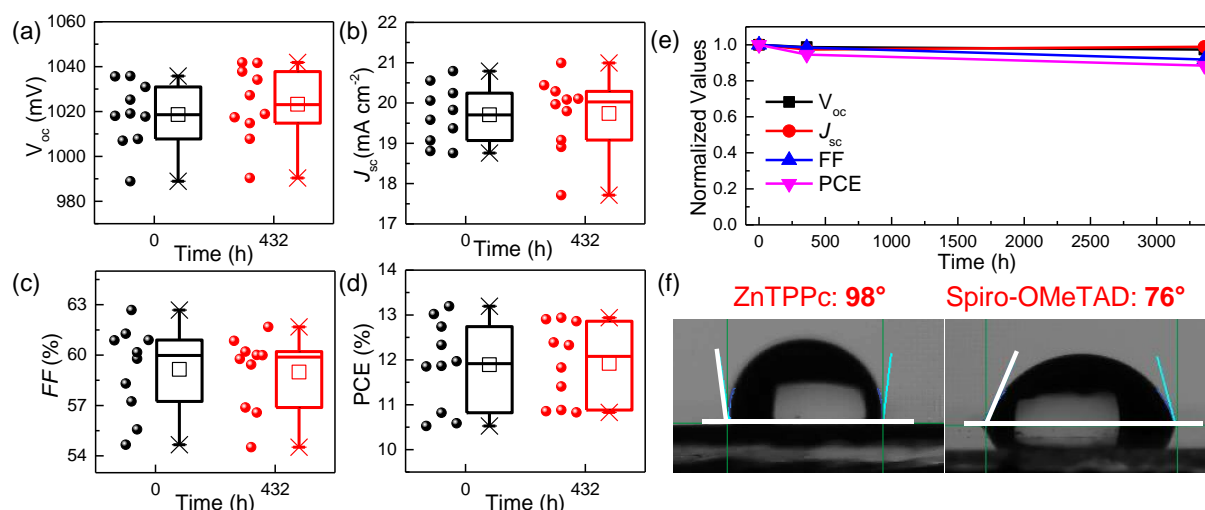 (a)
1060
1040
1020
1000
980
V_oc (mV)
0
432
Time (h)
(b)
22
21
20
19
18
17
J_sc (mA cm⁻²)
0
432
Time (h)
(e)
1.0
0.8
0.6
0.4
0.2
0.0
Normalized Values
V_oc
J_sc
FF
PCE
0 500 1000 1500 2000 2500 3000
Time (h)
(c)
63
60
57
54
FF (%)
0
432
Time (h)
(d)
14
13
12
11
10
PCE (%)
0
432
Time (h)
(f)
ZnTPPc: 98°
Spiro-OMeTAD: 76°